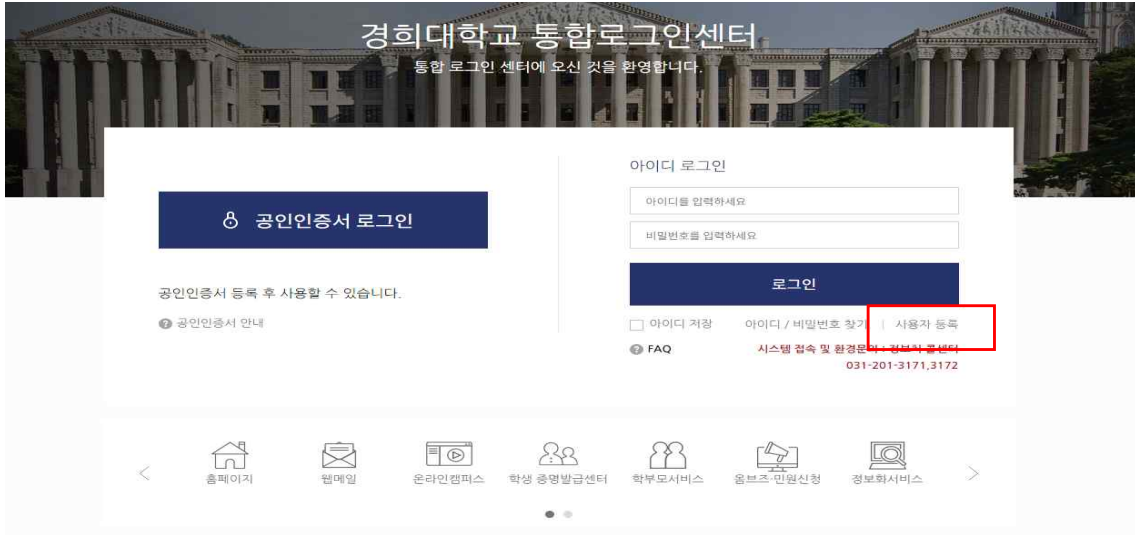 경희대학교 통합로그인센터
통합 로그인 센터에 오신 것을 환영합니다.
공인인증서 로그인
공인인증서 등록 후 사용할 수 있습니다.
공인인증서 안내
아이디 로그인
아이디를 입력하세요
비밀번호를 입력하세요
로그인
아이디 저장 아이디 / 비밀번호 찾기 | 사용자 등록
FAQ 시스템 접속 및 환경문의 : 정보처 콜센터
031-201-3171,3172
홈페이지 웹메일 온라인캠퍼스 학생 증명발급센터 학부모서비스 옴브즈·민원신청 정보화서비스